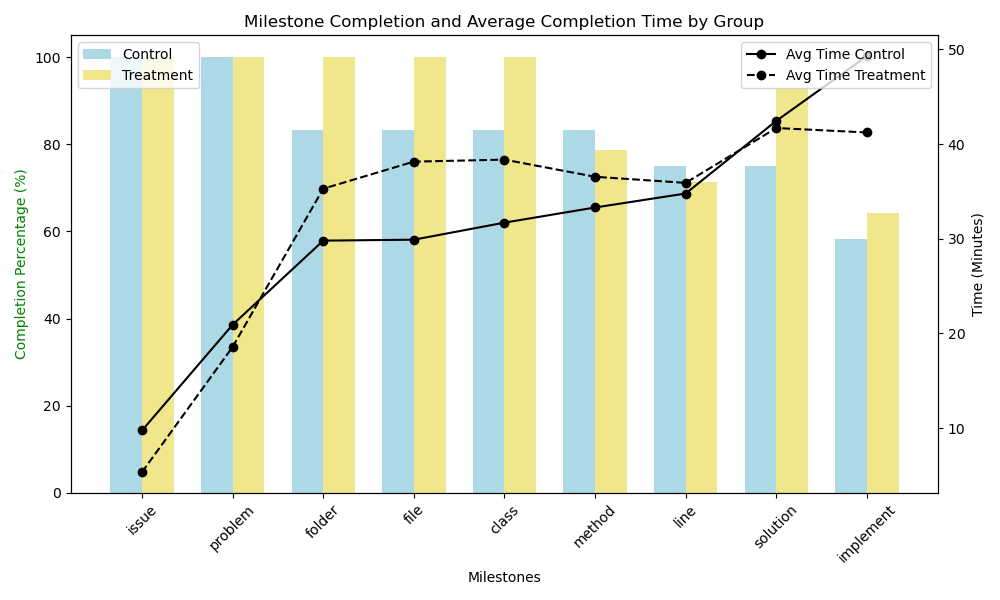 Milestone Completion and Average Completion Time by Group
Control
Treatment
Avg Time Control
Avg Time Treatment
Completion Percentage (%)
100
80
60
40
20
0
50
40
30
20
10
Time (Minutes)
issue
problem
folder
file
class
method
line
solution
implement
Milestones